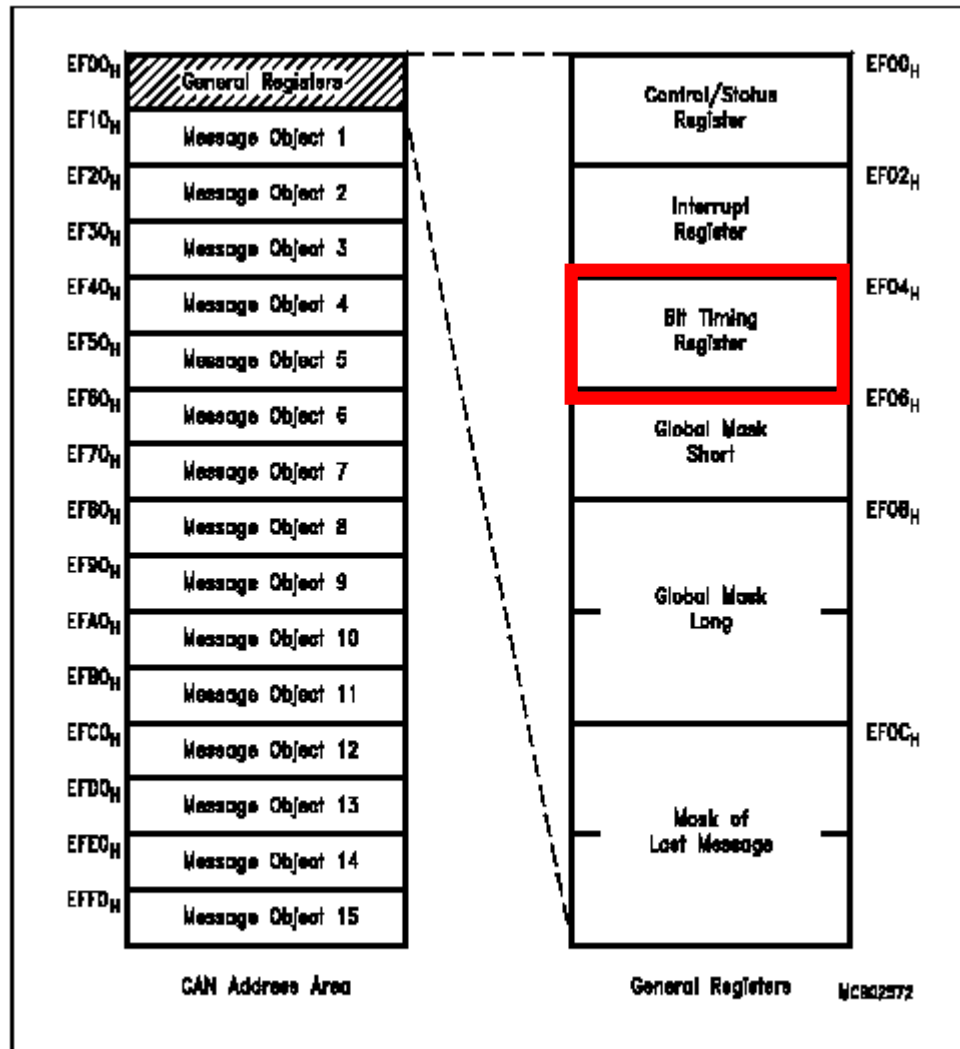 EF00H
General Registers
EF10H
Message Object 1
EF20H
Message Object 2
EF30H
Message Object 3
EF40H
Message Object 4
EF50H
Message Object 5
EF60H
Message Object 6
EF70H
Message Object 7
EF80H
Message Object 8
EF90H
Message Object 9
EFA0H
Message Object 10
EFB0H
Message Object 11
EFC0H
Message Object 12
EFD0H
Message Object 13
EFE0H
Message Object 14
EFF0H
Message Object 15
CAN Address Area
EF00H
Control/Status
Register
EF02H
Interrupt
Register
EF04H
Bit Timing
Register
EF06H
Global Mask
Short
EF08H
Global Mask
Long
EF0CH
Mask of
Last Message
General Registers
MCB02972